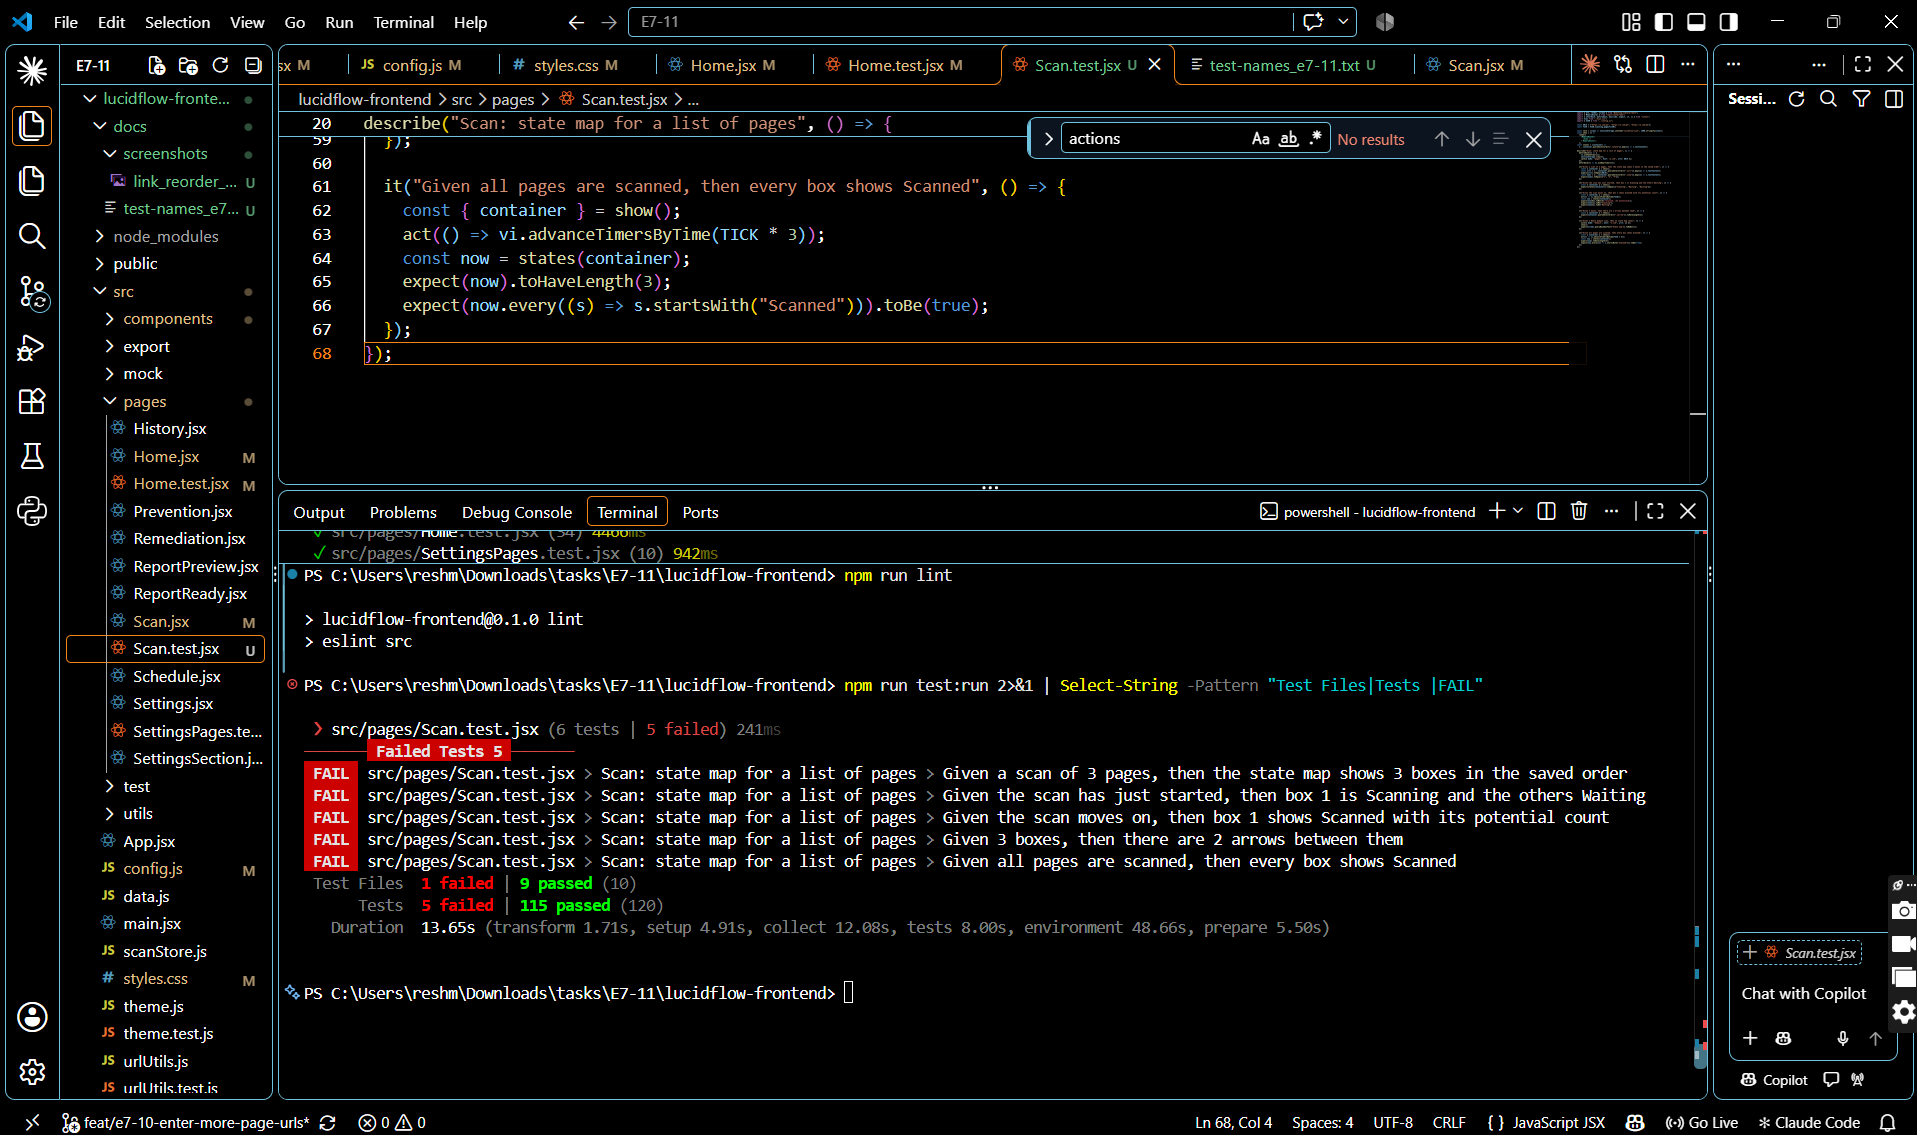 File Edit Selection View Go Run Terminal Help
E7-11
E7-11
sx M
JS config.js M
# styles.css M
Home.jsx M
Home.test.jsx M
Scan.test.jsx U
test-names_e7-11.txt U
Scan.jsx M
lucidflow-frontend > src > pages > Scan.test.jsx > ...
lucidflow-fronte...
docs
screenshots
link_reorder_... U
test-names_e7... U
node_modules
public
src
components
export
mock
pages
History.jsx
Home.jsx M
Home.test.jsx M
Prevention.jsx
Remediation.jsx
ReportPreview.jsx
ReportReady.jsx
Scan.jsx M
Scan.test.jsx U
Schedule.jsx
Settings.jsx
SettingsPages.te...
SettingsSection.j...
test
utils
App.jsx
JS config.js M
JS data.js
main.jsx
JS scanStore.js
# styles.css M
JS theme.js
JS theme.test.js
JS urlUtils.js
JS urlUtils.test.js
20 describe("Scan: state map for a list of pages", () => {
59 });
60
61 it("Given all pages are scanned, then every box shows Scanned", () => {
62 const { container } = show();
63 act(() => vi.advanceTimersByTime(TICK * 3));
64 const now = states(container);
65 expect(now).toHaveLength(3);
66 expect(now.every((s) => s.startsWith("Scanned"))).toBe(true);
67 });
68 });
actions Aa ab .* No results
Output Problems Debug Console Terminal Ports
powershell - lucidflow-frontend
✓ src/pages/Home.test.jsx (54) 4466ms
✓ src/pages/SettingsPages.test.jsx (10) 942ms
PS C:\Users\reshm\Downloads\tasks\E7-11\lucidflow-frontend> npm run lint
> lucidflow-frontend@0.1.0 lint
> eslint src
PS C:\Users\reshm\Downloads\tasks\E7-11\lucidflow-frontend> npm run test:run 2>&1 | Select-String -Pattern "Test Files|Tests |FAIL"
❯ src/pages/Scan.test.jsx (6 tests | 5 failed) 241ms
Failed Tests 5
FAIL src/pages/Scan.test.jsx > Scan: state map for a list of pages > Given a scan of 3 pages, then the state map shows 3 boxes in the saved order
FAIL src/pages/Scan.test.jsx > Scan: state map for a list of pages > Given the scan has just started, then box 1 is Scanning and the others Waiting
FAIL src/pages/Scan.test.jsx > Scan: state map for a list of pages > Given the scan moves on, then box 1 shows Scanned with its potential count
FAIL src/pages/Scan.test.jsx > Scan: state map for a list of pages > Given 3 boxes, then there are 2 arrows between them
FAIL src/pages/Scan.test.jsx > Scan: state map for a list of pages > Given all pages are scanned, then every box shows Scanned
Test Files 1 failed | 9 passed (10)
Tests 5 failed | 115 passed (120)
Duration 13.65s (transform 1.71s, setup 4.91s, collect 12.08s, tests 8.00s, environment 48.66s, prepare 5.50s)
PS C:\Users\reshm\Downloads\tasks\E7-11\lucidflow-frontend>
Sessi...
Scan.test.jsx
Chat with Copilot
Copilot
feat/e7-10-enter-more-page-urls* 0 0
Ln 68, Col 4 Spaces: 4 UTF-8 CRLF { } JavaScript JSX Go Live Claude Code